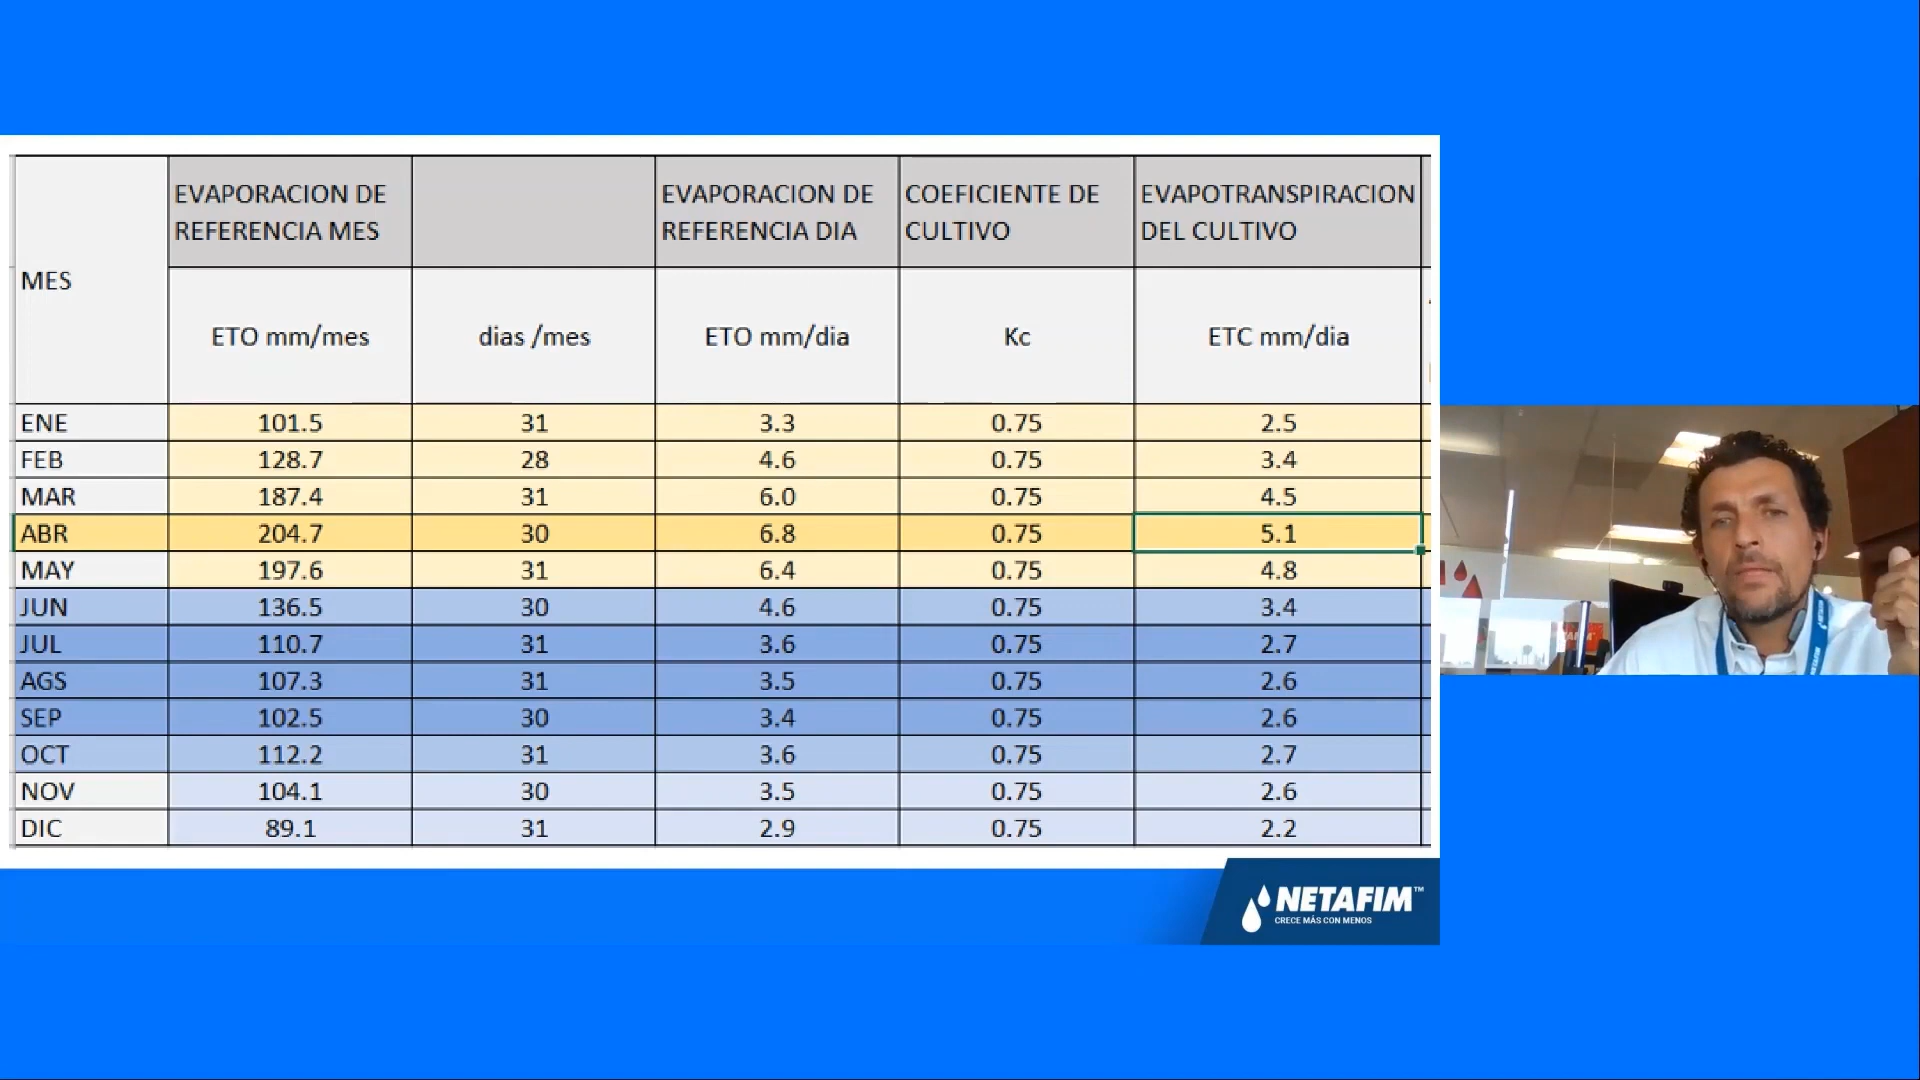 MES
EVAPORACION DE
REFERENCIA MES
EVAPORACION DE
REFERENCIA DIA
COEFICIENTE DE
CULTIVO
EVAPOTRANSPIRACION
DEL CULTIVO
ETO mm/mes dias /mes ETO mm/dia Kc ETC mm/dia
ENE 101.5 31 3.3 0.75 2.5
FEB 128.7 28 4.6 0.75 3.4
MAR 187.4 31 6.0 0.75 4.5
ABR 204.7 30 6.8 0.75 5.1
MAY 197.6 31 6.4 0.75 4.8
JUN 136.5 30 4.6 0.75 3.4
JUL 110.7 31 3.6 0.75 2.7
AGS 107.3 31 3.5 0.75 2.6
SEP 102.5 30 3.4 0.75 2.6
OCT 112.2 31 3.6 0.75 2.7
NOV 104.1 30 3.5 0.75 2.6
DIC 89.1 31 2.9 0.75 2.2
NETAFIM™
CRECE MÁS CON MENOS